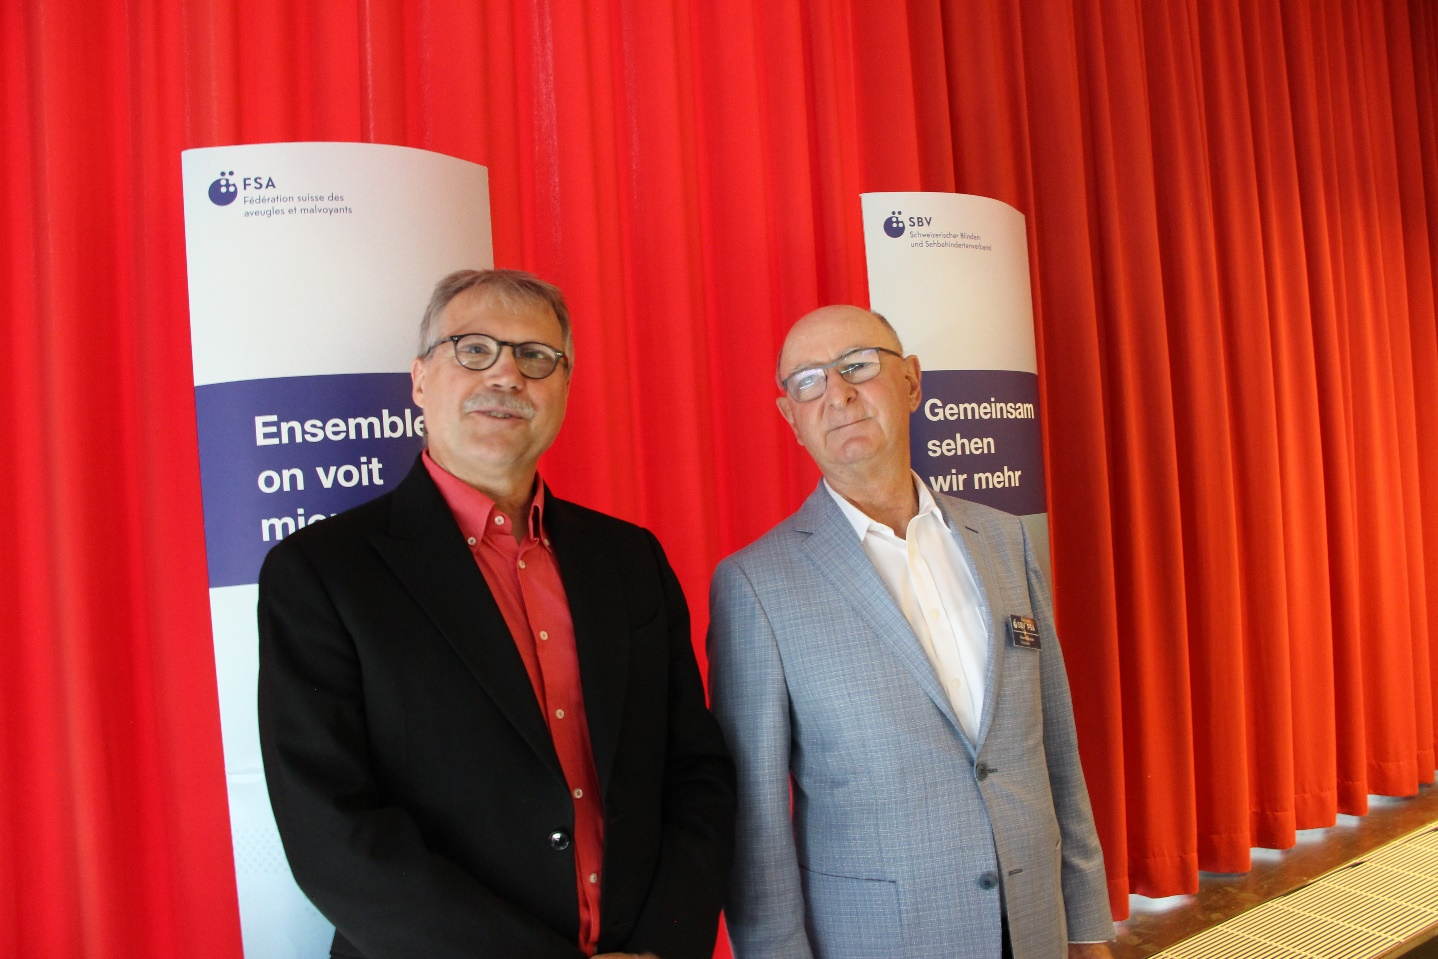 FSA
Fédération suisse des
aveugles et malvoyants
Ensemble
on voit
SBV
Schweizerischer Blinden
und Sehbehindertenverband
Gemeinsam
sehen
wir mehr